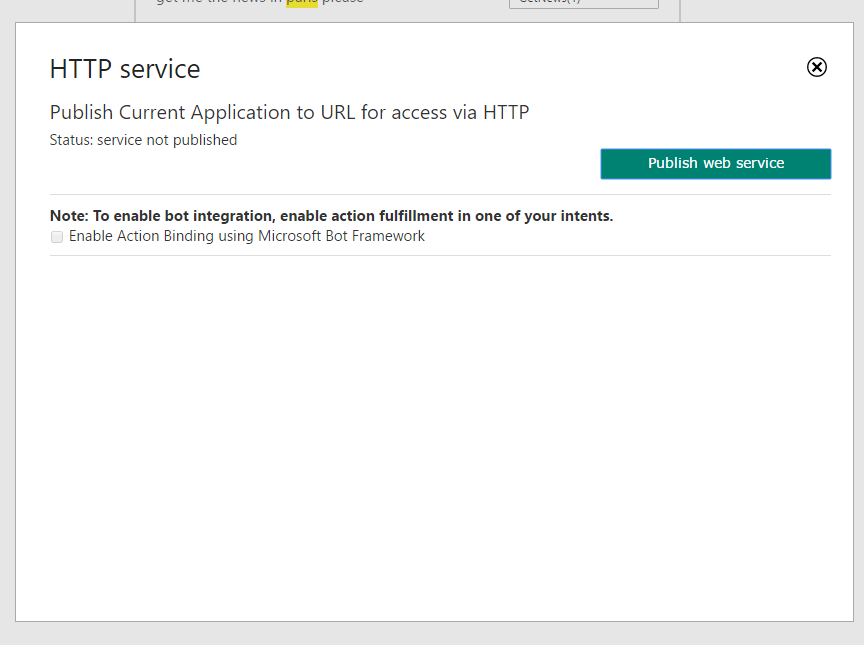 get me the news in paris please
GetNews(1)
HTTP service
Publish Current Application to URL for access via HTTP
Status: service not published
Publish web service
Note: To enable bot integration, enable action fulfillment in one of your intents.
Enable Action Binding using Microsoft Bot Framework